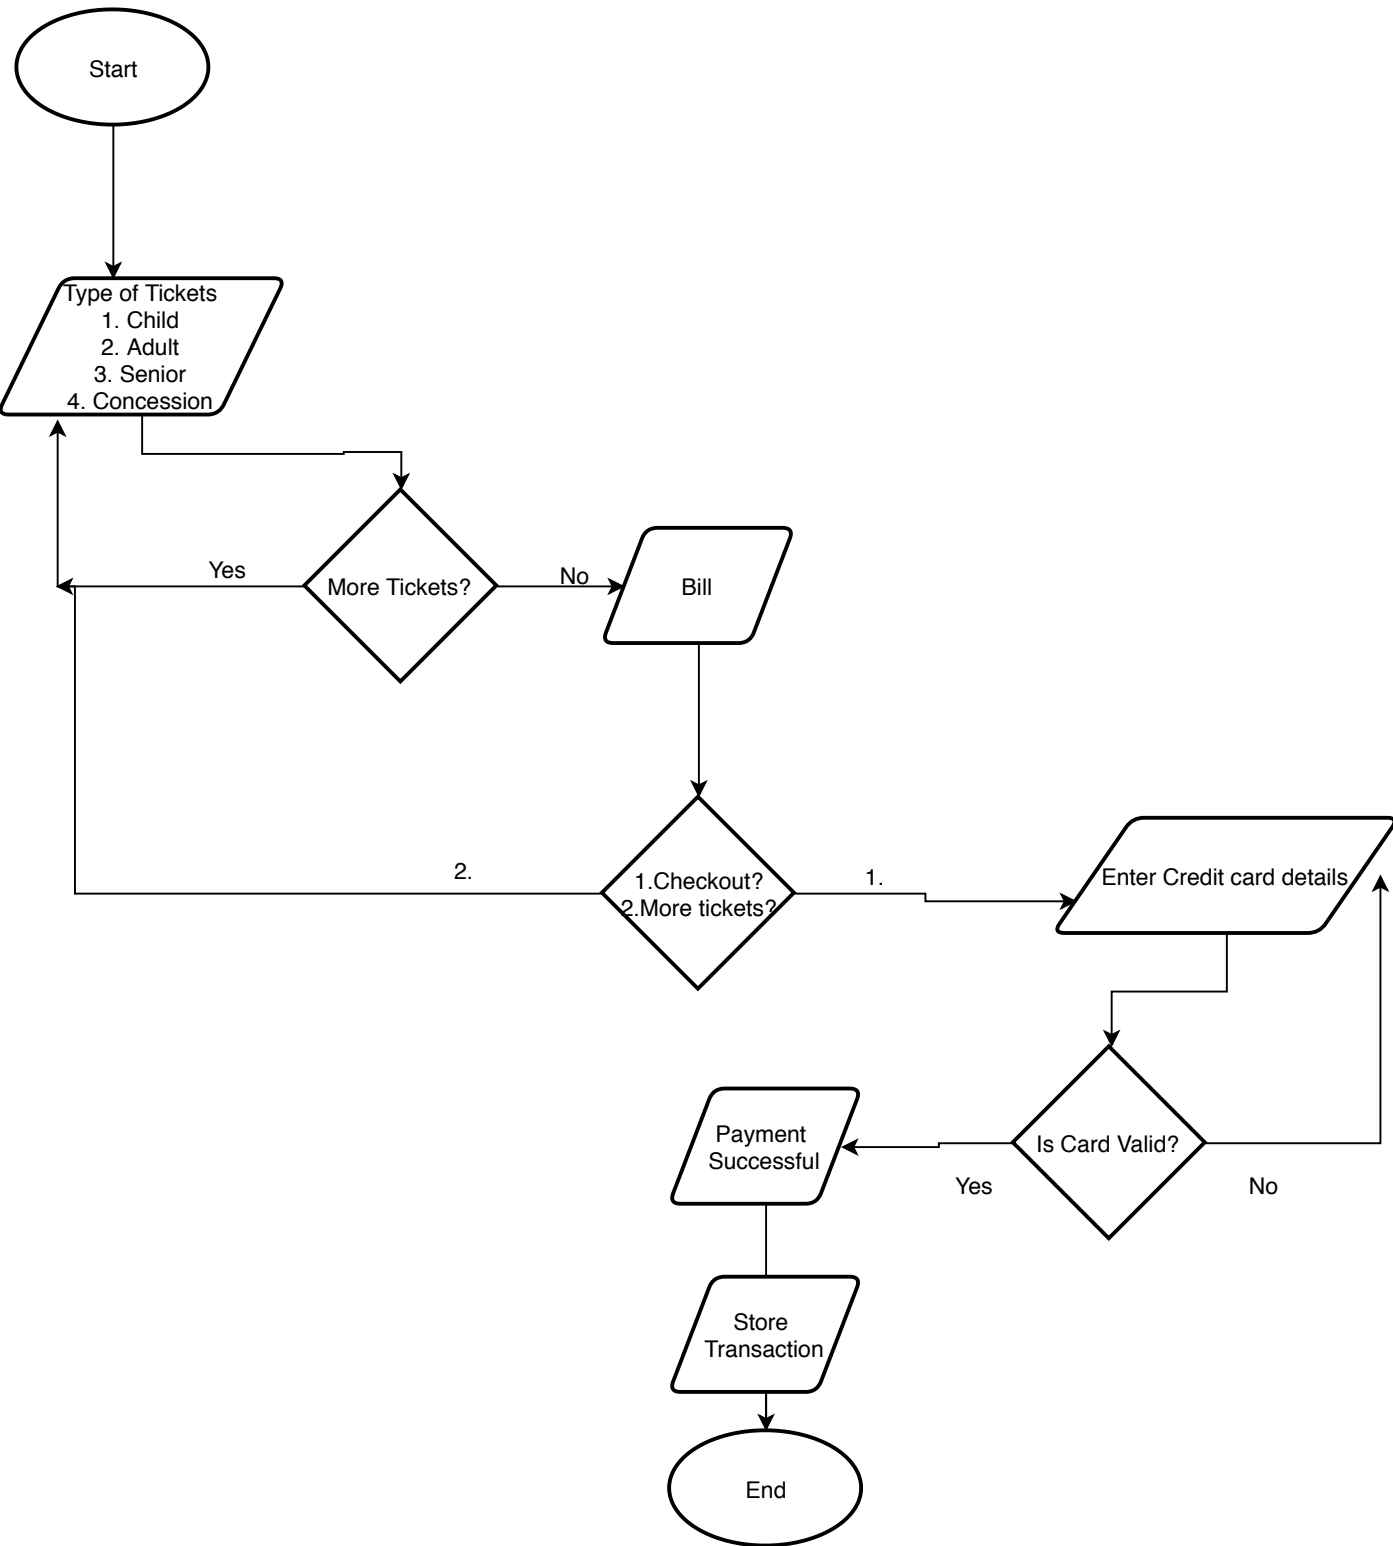 Start
Type of Tickets
1. Child
2. Adult
3. Senior
4. Concession
More Tickets?
Yes
No
Bill
1.Checkout?
2.More tickets?
2.
1.
Enter Credit card details
Is Card Valid?
Yes
No
Payment
Successful
Store
Transaction
End